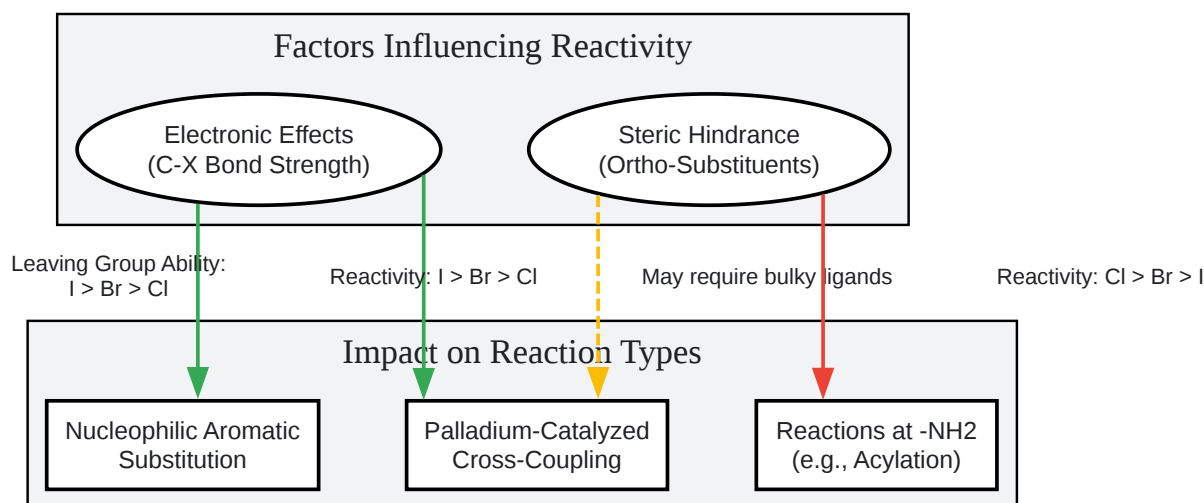 Factors Influencing Reactivity
Electronic Effects
(C-X Bond Strength)
Steric Hindrance
(Ortho-Substituents)
Leaving Group Ability:
I > Br > Cl
Reactivity: I > Br > Cl
May require bulky ligands
Reactivity: Cl > Br > I
Impact on Reaction Types
Nucleophilic Aromatic
Substitution
Palladium-Catalyzed
Cross-Coupling
Reactions at -NH2
(e.g., Acylation)